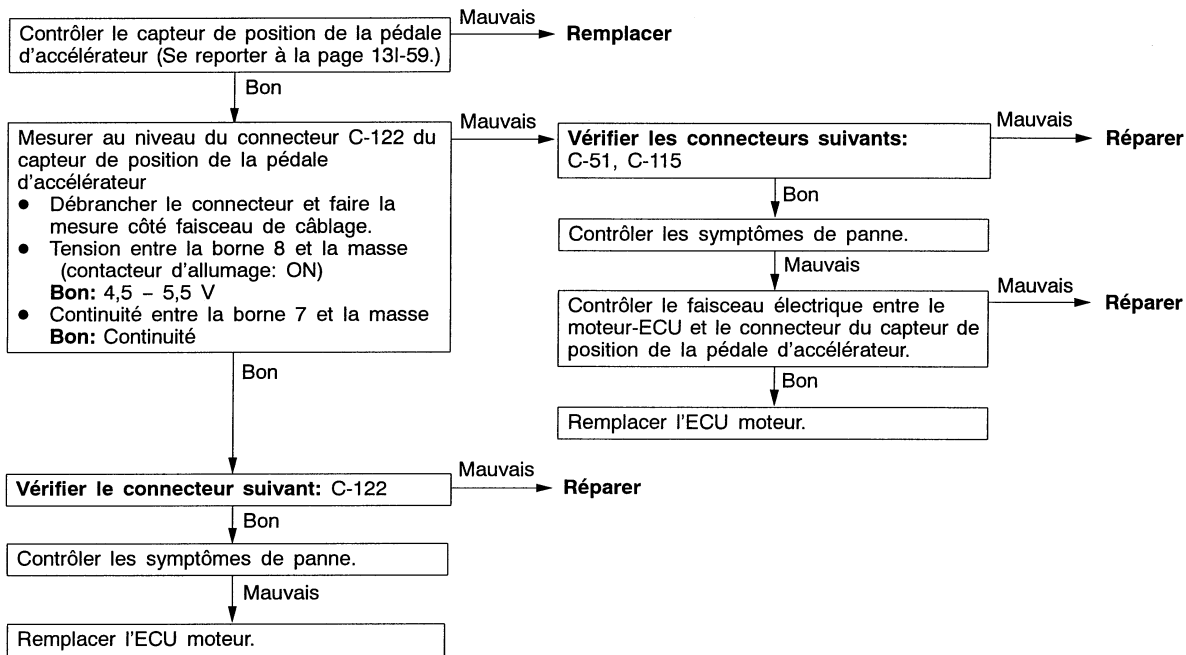 Contrôler le capteur de position de la pédale
d'accélérateur (Se reporter à la page 13I-59.)
Mauvais
Remplacer
Bon
Mesurer au niveau du connecteur C-122 du
capteur de position de la pédale
d'accélérateur
● Débrancher le connecteur et faire la
mesure côté faisceau de câblage.
● Tension entre la borne 8 et la masse
(contacteur d'allumage: ON)
Bon: 4,5 – 5,5 V
● Continuité entre la borne 7 et la masse
Bon: Continuité
Mauvais
Vérifier les connecteurs suivants:
C-51, C-115
Mauvais
Réparer
Bon
Contrôler les symptômes de panne.
Mauvais
Contrôler le faisceau électrique entre le
moteur-ECU et le connecteur du capteur de
position de la pédale d'accélérateur.
Mauvais
Réparer
Bon
Remplacer l'ECU moteur.
Bon
Vérifier le connecteur suivant: C-122
Mauvais
Réparer
Bon
Contrôler les symptômes de panne.
Mauvais
Remplacer l'ECU moteur.